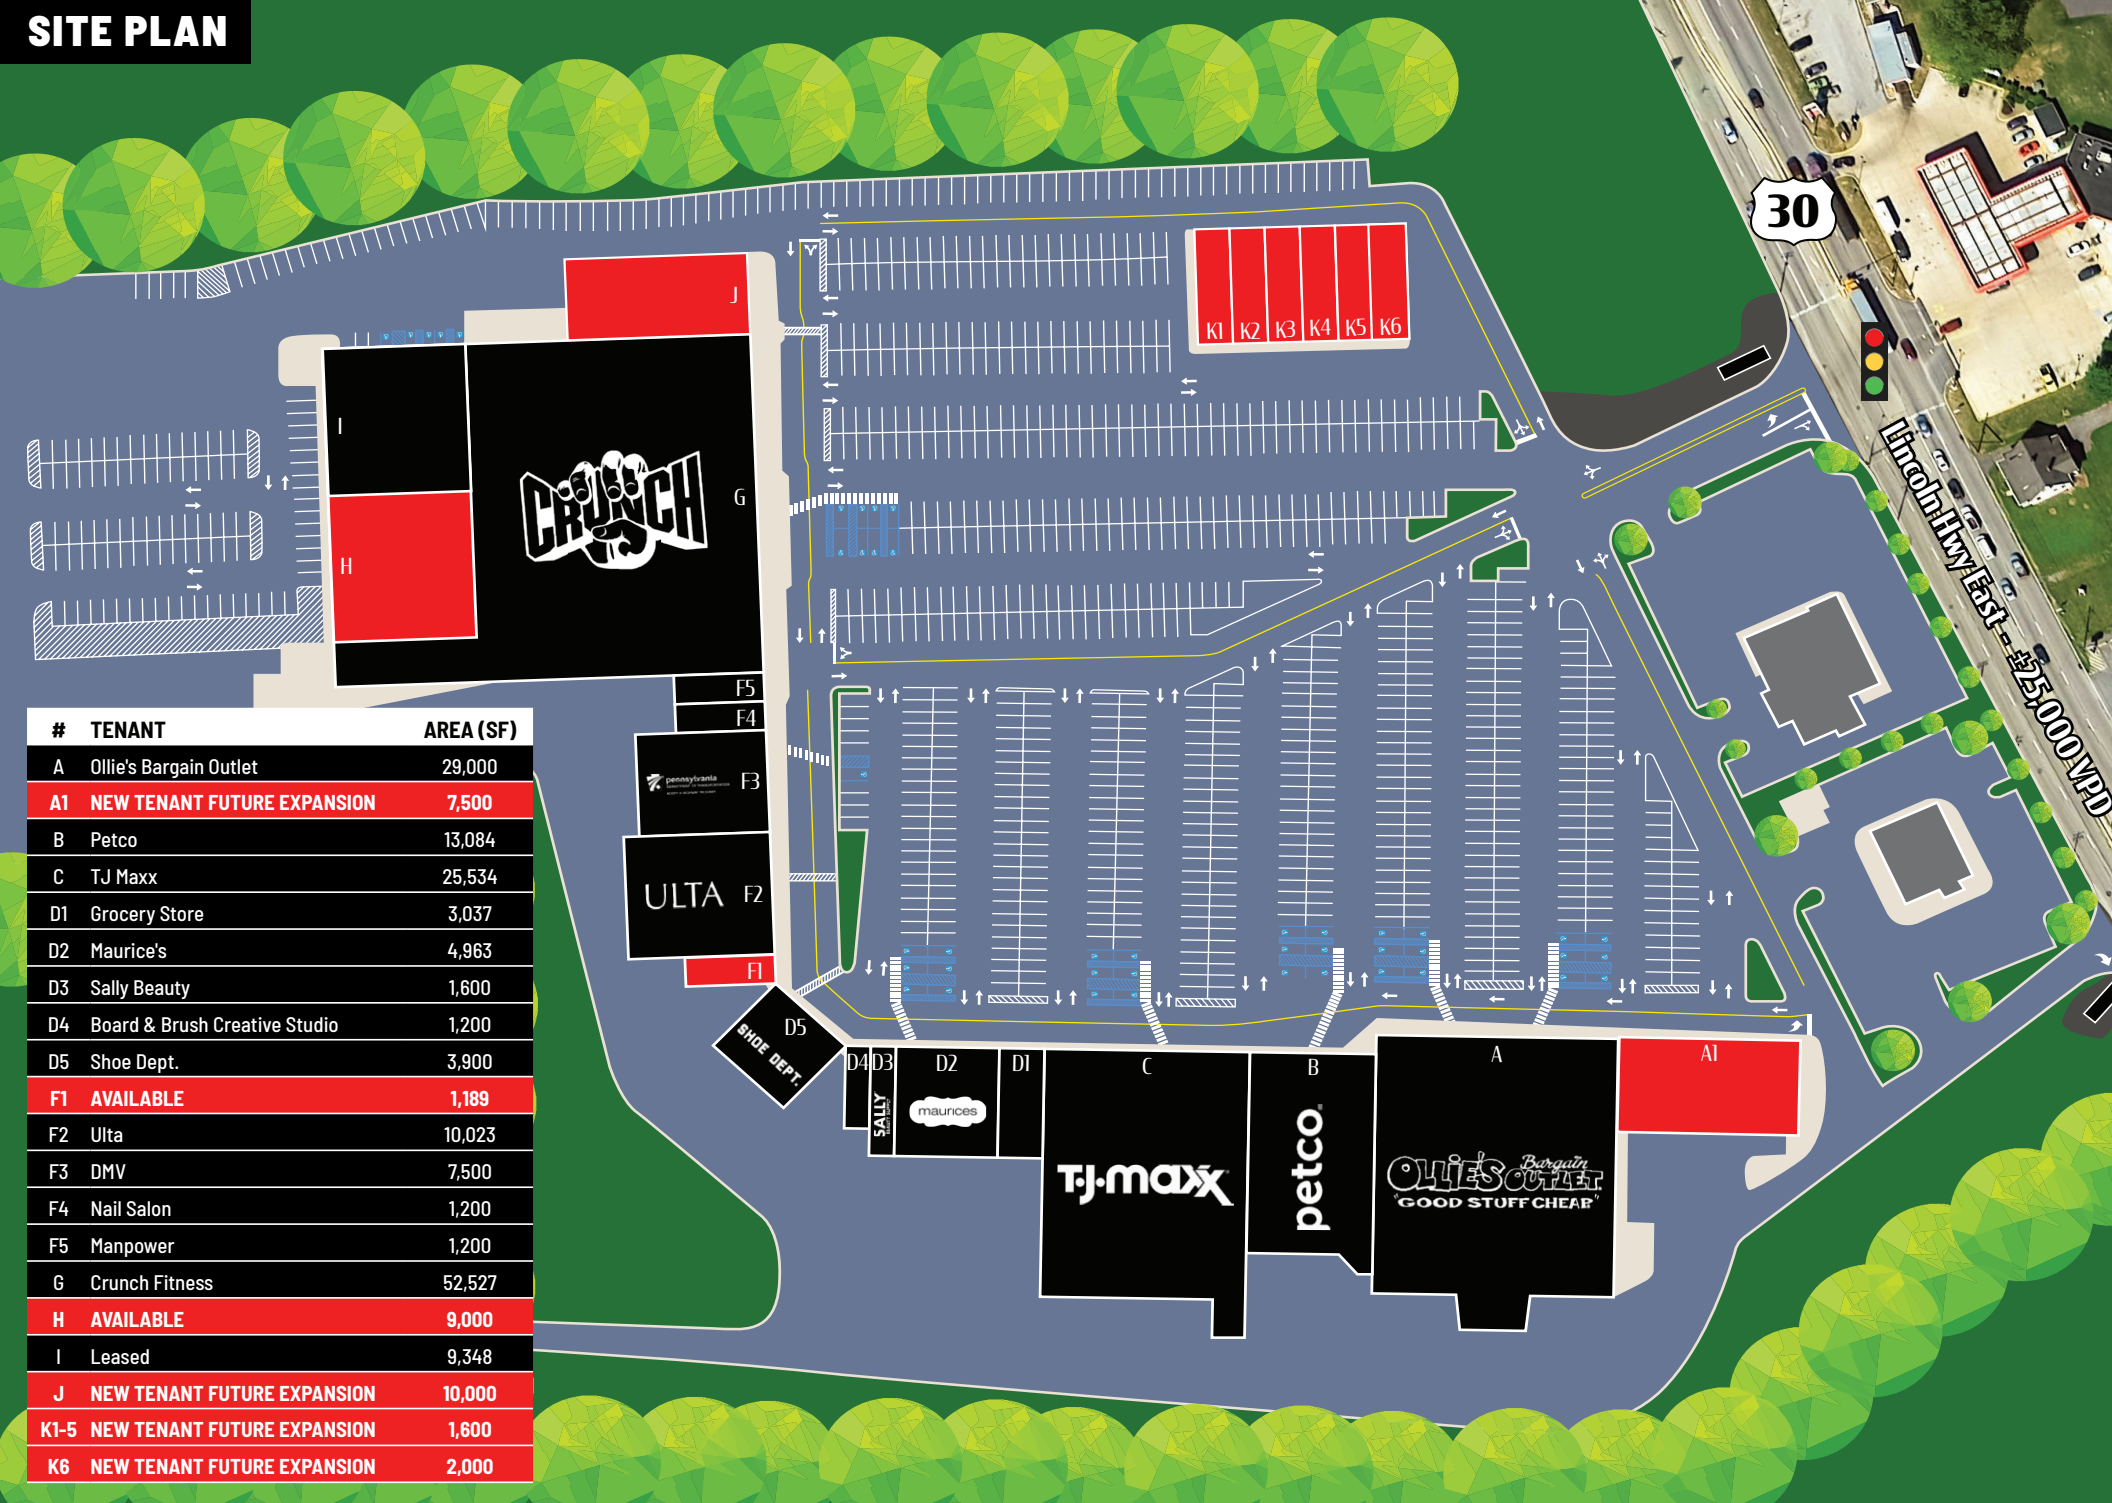 SITE PLAN
30
Lincoln Hwy East - ±25,000 VPD
J
K1 K2 K3 K4 K5 K6
I
CRUNCH
G
H
F5
F4
pennsylvania
F3
ULTA F2
F1
D5
SHOE DEPT.
D4 D3 D2 D1 C B A A1
SALLY
maurices
T.J.maxx
petco
OLLIE'S Bargain OUTLET
"GOOD STUFF CHEAP"
# TENANT AREA (SF)
A Ollie's Bargain Outlet 29,000
A1 NEW TENANT FUTURE EXPANSION 7,500
B Petco 13,084
C TJ Maxx 25,534
D1 Grocery Store 3,037
D2 Maurice's 4,963
D3 Sally Beauty 1,600
D4 Board & Brush Creative Studio 1,200
D5 Shoe Dept. 3,900
F1 AVAILABLE 1,189
F2 Ulta 10,023
F3 DMV 7,500
F4 Nail Salon 1,200
F5 Manpower 1,200
G Crunch Fitness 52,527
H AVAILABLE 9,000
I Leased 9,348
J NEW TENANT FUTURE EXPANSION 10,000
K1-5 NEW TENANT FUTURE EXPANSION 1,600
K6 NEW TENANT FUTURE EXPANSION 2,000